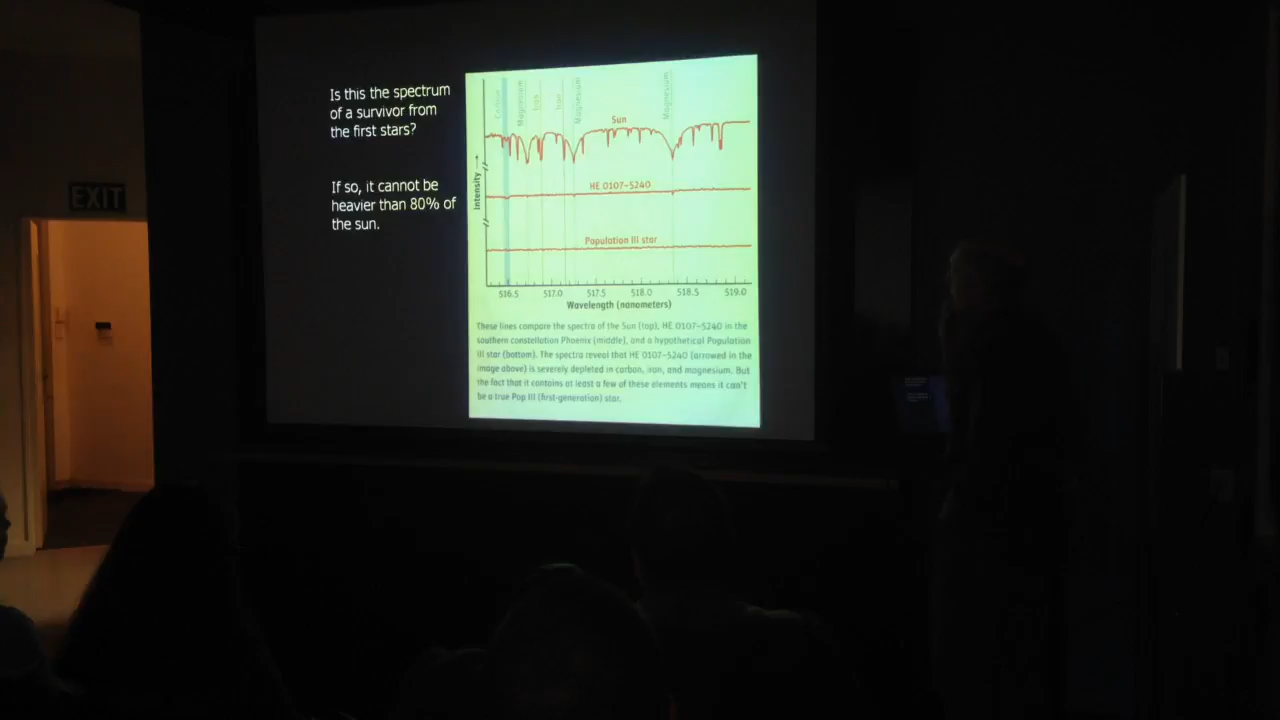 EXIT
Is this the spectrum
of a survivor from
the first stars?
If so, it cannot be
heavier than 80% of
the sun.
Carbon
Magnesium
Iron
Iron
Magnesium
Magnesium
Sun
HE 0107–5240
Population III star
Intensity
516.5 517.0 517.5 518.0 518.5 519.0
Wavelength (nanometers)
These lines compare the spectra of the Sun (top), HE 0107–5240 in the
southern constellation Phoenix (middle), and a hypothetical Population
III star (bottom). The spectra reveal that HE 0107–5240 (arrowed in the
image above) is severely depleted in carbon, iron, and magnesium. But
the fact that it contains at least a few of these elements means it can't
be a true Pop III (first-generation) star.